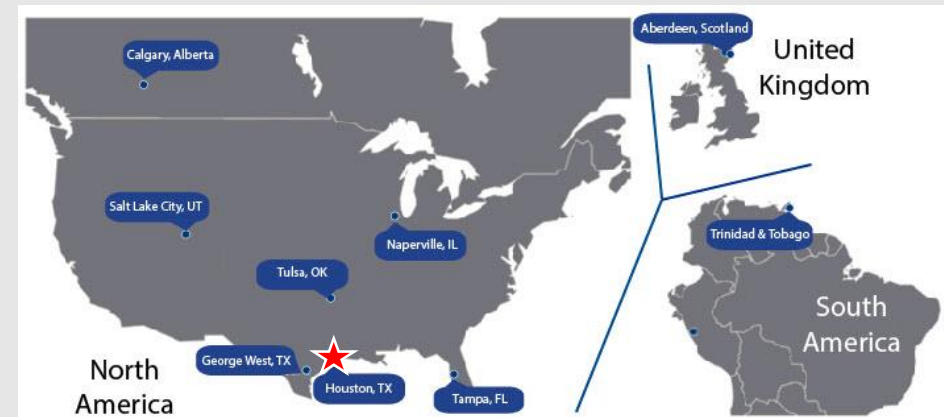 Calgary, Alberta
Aberdeen, Scotland
United
Kingdom
Salt Lake City, UT
Naperville, IL
Trinidad & Tobago
Tulsa, OK
South
America
George West, TX
Houston, TX
Tampa, FL
North
America